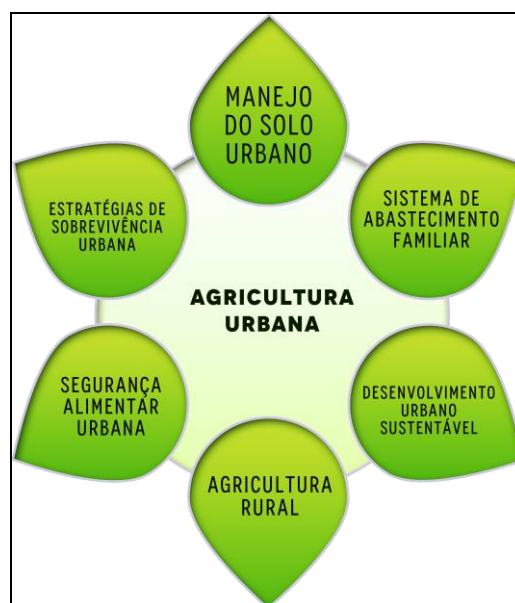 MANEJO
DO SOLO
URBANO
ESTRATÉGIAS DE
SOBREVIVÊNCIA
URBANA
SISTEMA DE
ABASTECIMENTO
FAMILIAR
AGRICULTURA
URBANA
SEGURANÇA
ALIMENTAR
URBANA
DESENVOLVIMENTO
URBANO
SUSTENTÁVEL
AGRICULTURA
RURAL